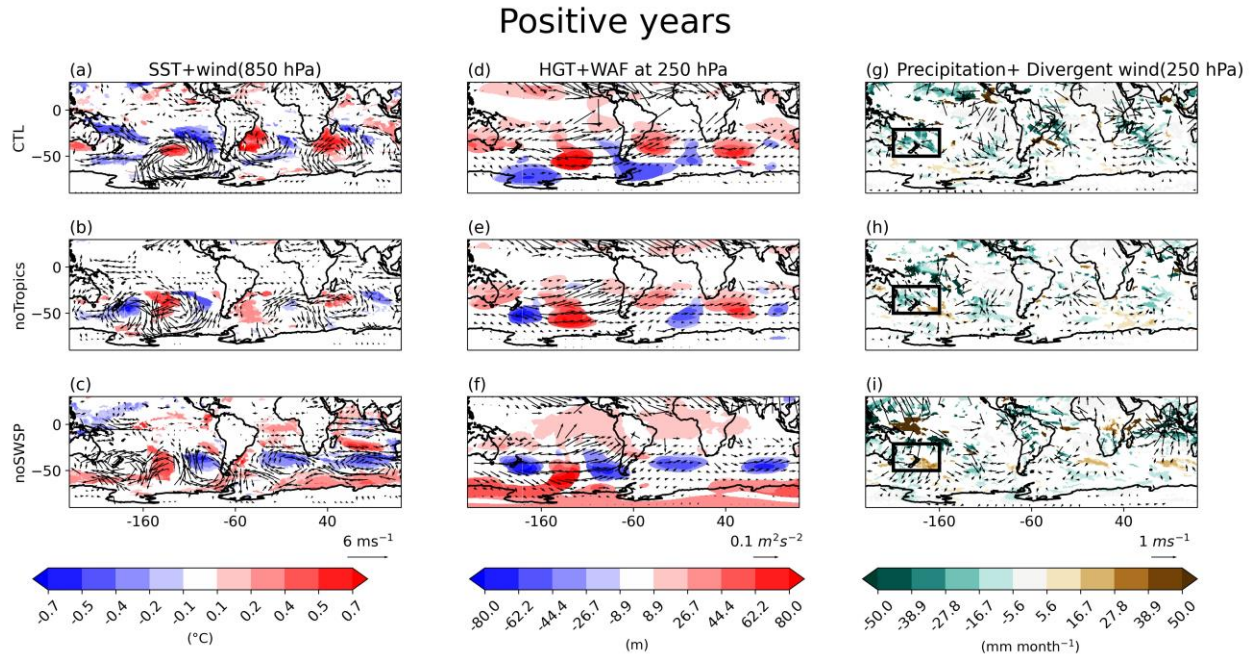 Positive years
(a) SST+wind(850 hPa)
(d) HGT+WAF at 250 hPa
(g) Precipitation+ Divergent wind(250 hPa)
CTL
0
−50
(b)
(e)
(h)
noTropics
0
−50
(c)
(f)
(i)
noSWSP
0
−50
-160 -60 40
-160 -60 40
-160 -60 40
6 ms⁻¹
0.1 m²s⁻²
1 ms⁻¹
-0.7 -0.5 -0.4 -0.2 -0.1 0.1 0.2 0.4 0.5 0.7
(°C)
-80.0 -62.2 -44.4 -26.7 -8.9 8.9 26.7 44.4 62.2 80.0
(m)
-50.0 -38.9 -27.8 -16.7 -5.6 5.6 16.7 27.8 38.9 50.0
(mm month⁻¹)